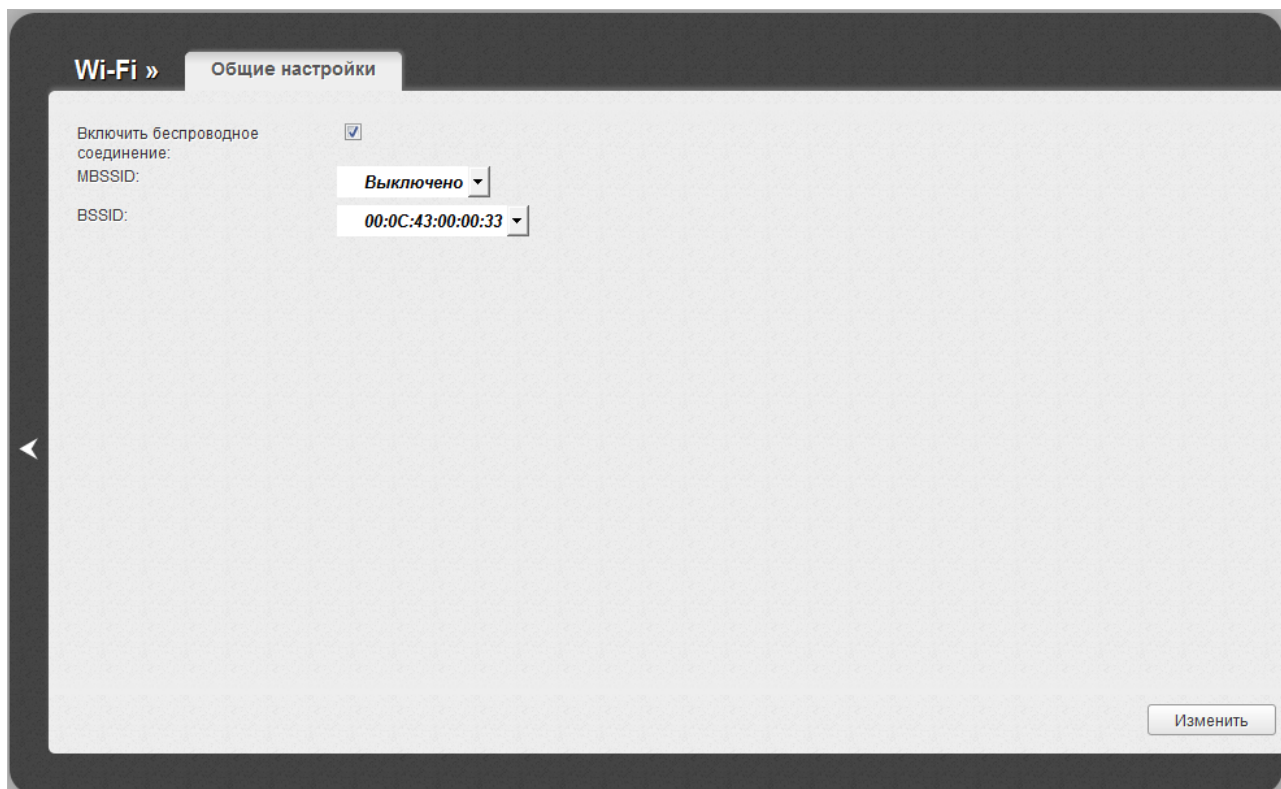 Wi-Fi »
Общие настройки
Включить беспроводное
соединение:
MBSSID:
Выключено
BSSID:
00:0C:43:00:00:33
Изменить